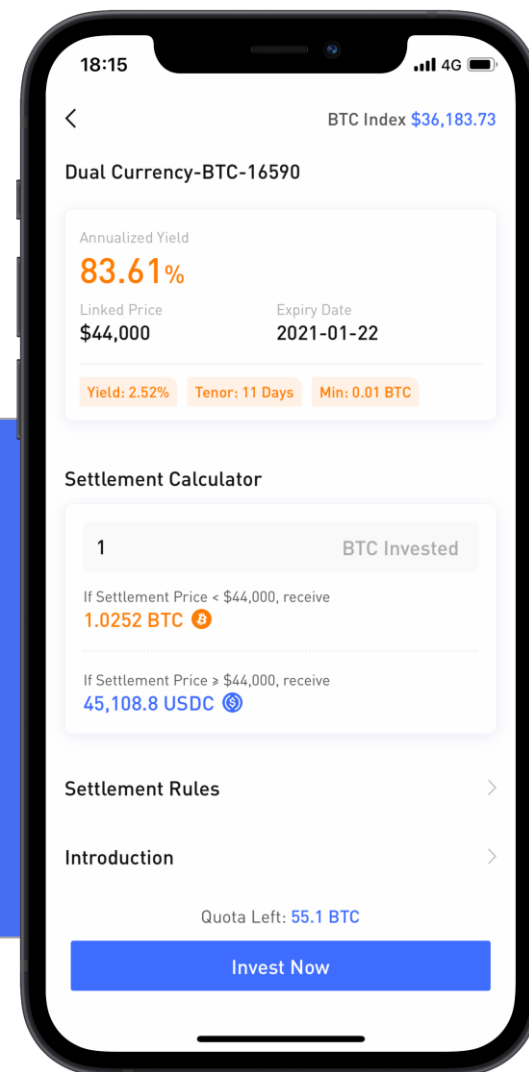 18:15 4G
BTC Index $36,183.73
Dual Currency-BTC-16590
Annualized Yield
83.61%
Linked Price Expiry Date
$44,000 2021-01-22
Yield: 2.52% Tenor: 11 Days Min: 0.01 BTC
Settlement Calculator
1 BTC Invested
If Settlement Price < $44,000, receive
1.0252 BTC
If Settlement Price ⩾ $44,000, receive
45,108.8 USDC
Settlement Rules
Introduction
Quota Left: 55.1 BTC
Invest Now